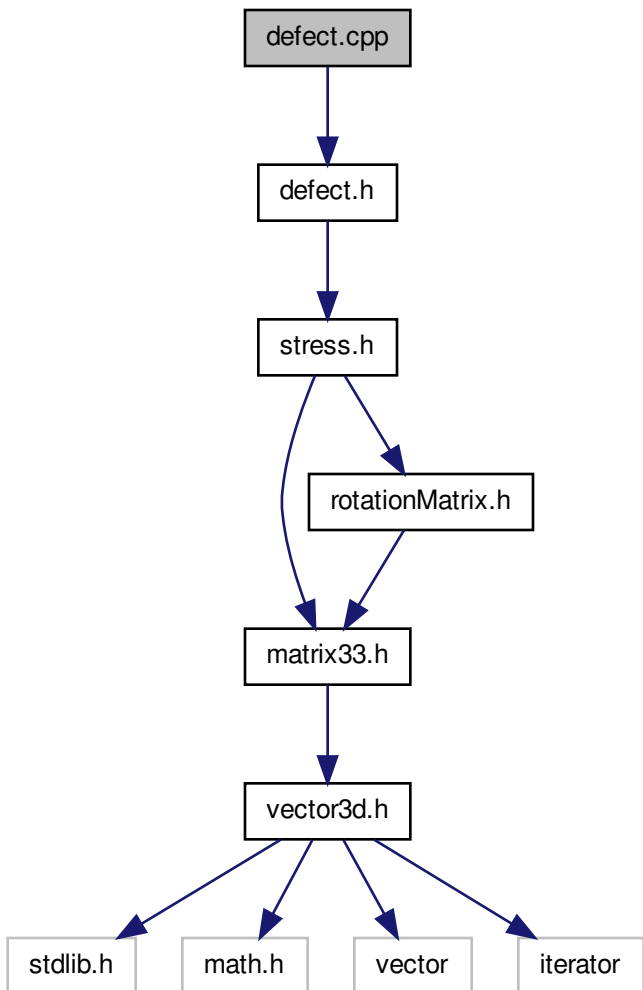 defect.cpp
defect.h
stress.h
rotationMatrix.h
matrix33.h
vector3d.h
stdlib.h
math.h
vector
iterator